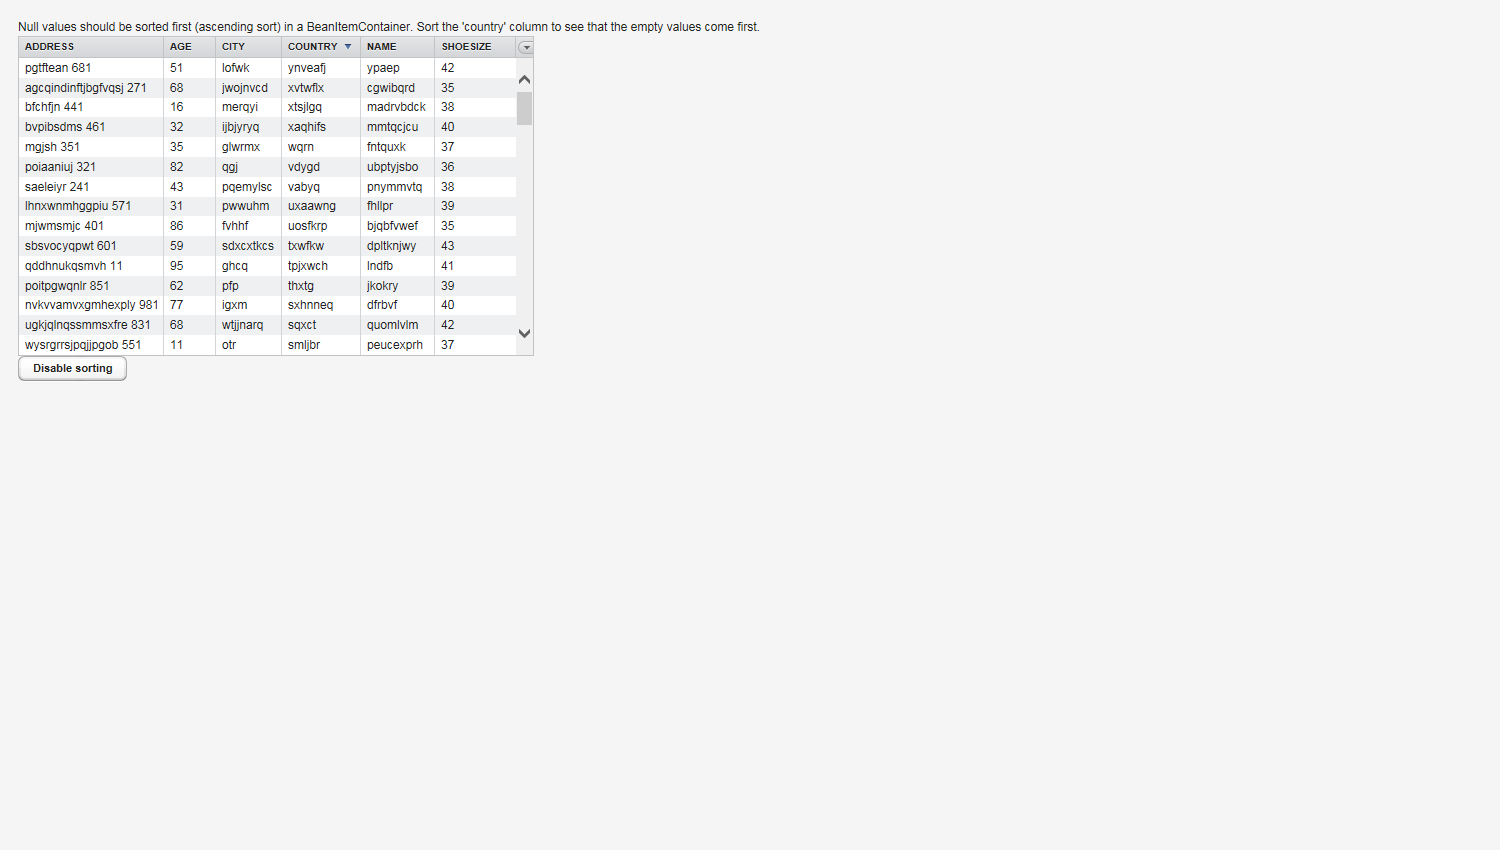 Null values should be sorted first (ascending sort) in a BeanItemContainer. Sort the 'country' column to see that the empty values come first.
ADDRESS AGE CITY COUNTRY NAME SHOESIZE
pgtftean 681 51 lofwk ynveafj ypaep 42
agcqindinftjbgfvqsj 271 68 jwojnvcd xvtwflx cgwibqrd 35
bfchfjn 441 16 merqyi xtsjlgq madrvbdck 38
bvpibsdms 461 32 ijbjyryq xaqhifs mmtqcjcu 40
mgjsh 351 35 glwrmx wqrn fntquxk 37
poiaaniuj 321 82 qgj vdygd ubptyjsbo 36
saeleiyr 241 43 pqemylsc vabyq pnymmvtq 38
lhnxwnmhggpiu 571 31 pwwuhm uxaawng fhllpr 39
mjwmsmjc 401 86 fvhhf uosfkrp bjqbfvwef 35
sbsvocyqpwt 601 59 sdxcxtkcs txwfkw dpltknjwy 43
qddhnukqsmvh 11 95 ghcq tpjxwch lndfb 41
poitpgwqnlr 851 62 pfp thxtg jkokry 39
nvkvvamvxgmhexply 981 77 igxm sxhnneq dfrbvf 40
ugkjqlnqssmmsxfre 831 68 wtjjnarq sqxct quomlvlm 42
wysrgrrsjpqjjpgob 551 11 otr smljbr peucexprh 37
Disable sorting